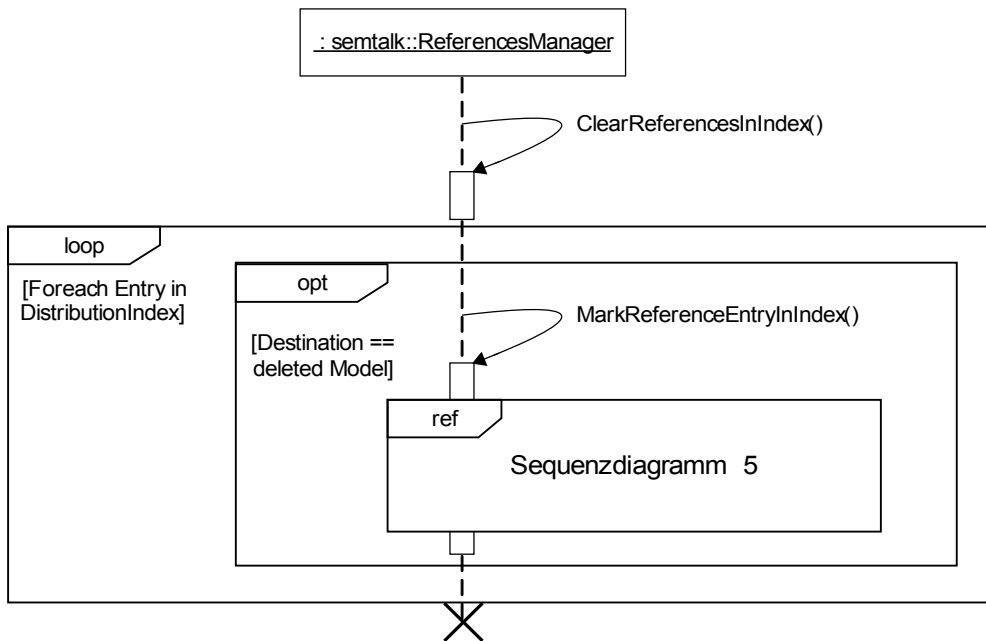 : semtalk::ReferencesManager
ClearReferencesInIndex()
loop
[Foreach Entry in
DistributionIndex]
opt
[Destination ==
deleted Model]
MarkReferenceEntryInIndex()
ref
Sequenzdiagramm 5